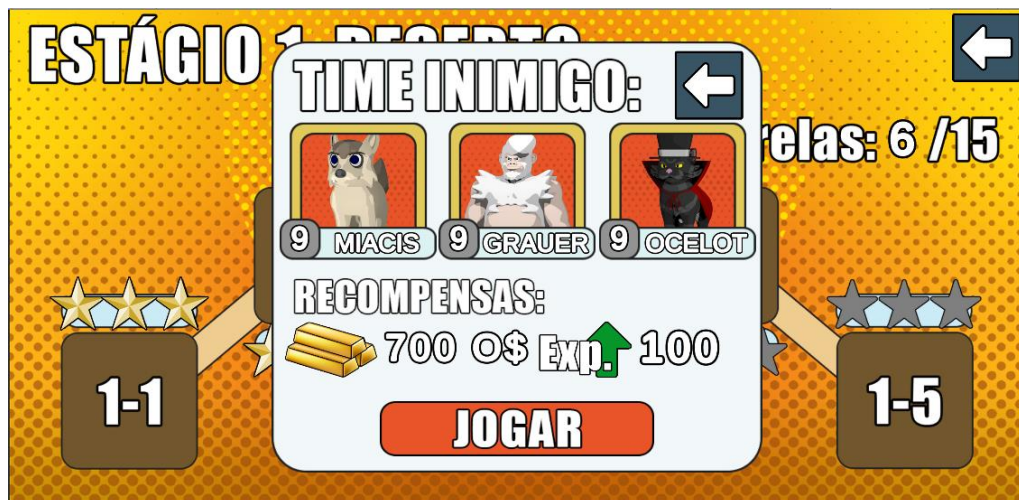 ESTÁGIO 1
TIME INIMIGO:
relas: 6 /15
9 MIACIS 9 GRAUER 9 OCELOT
RECOMPENSAS:
700 O$ Exp. 100
1-1
1-5
JOGAR